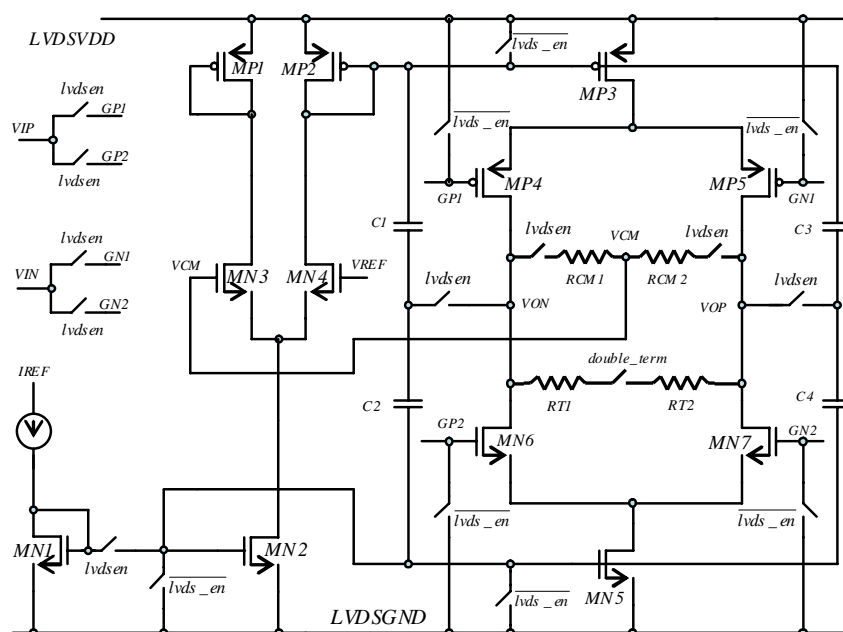 LVDSVDD
lvds_en
MP1
MP2
MP3
lvdsen
VIP
GP1
GP2
lvdsen
lvds_en
lvds_en
GP1
MP4
MP5
GN1
C1
lvdsen
VCM
lvdsen
C3
RCM1
RCM2
lvdsen
VIN
GN1
GN2
lvdsen
VCM
MN3
MN4
VREF
lvdsen
VON
VOP
lvdsen
double_term
IREF
C2
RT1
RT2
C4
GP2
MN6
MN7
GN2
lvds_en
lvds_en
MN1
lvdsen
MN2
lvds_en
lvds_en
MN5
LVDSGND